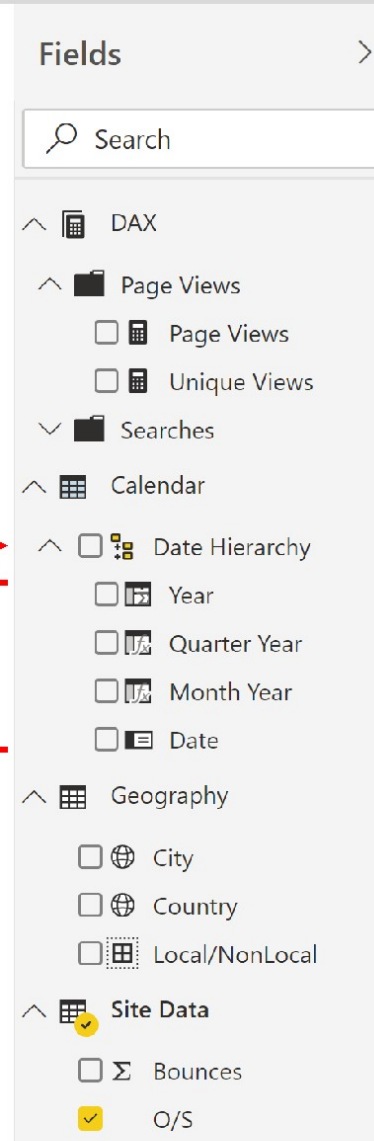 Fields
Search
DAX
Page Views
Page Views
Unique Views
Searches
Calendar
Date Hierarchy
Year
Quarter Year
Month Year
Date
Geography
City
Country
Local/NonLocal
Site Data
Σ Bounces
O/S